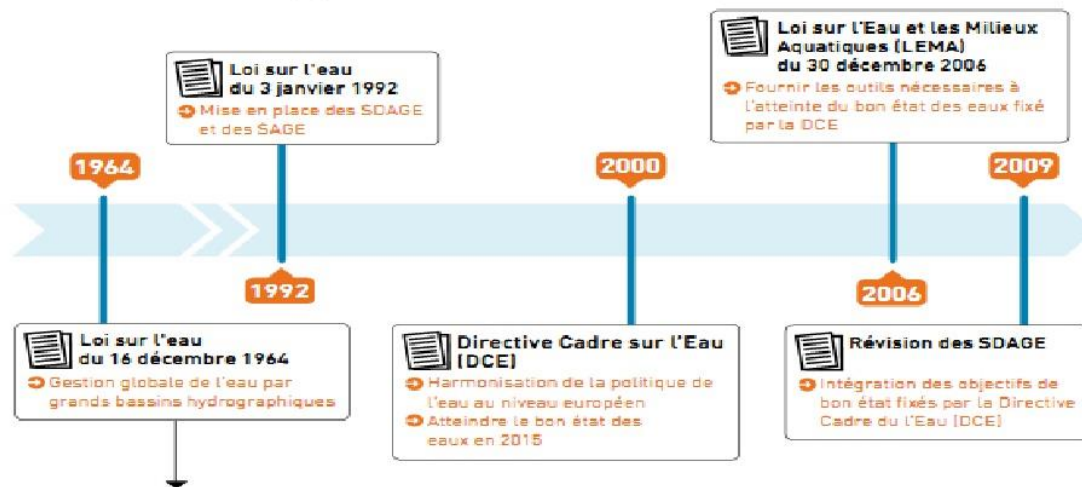 Loi sur l'eau
du 3 janvier 1992
Mise en place des SDAGE
et des SAGE
Loi sur l'Eau et les Milieux
Aquatiques (LEMA)
du 30 décembre 2006
Fournir les outils nécessaires à
l'atteinte du bon état des eaux fixé
par la DCE
1964
2000
2009
1992
2006
Loi sur l'eau
du 16 décembre 1964
Gestion globale de l'eau par
grands bassins hydrographiques
Directive Cadre sur l'Eau
(DCE)
Harmonisation de la politique de
l'eau au niveau européen
Atteindre le bon état des
eaux en 2015
Révision des SDAGE
Intégration des objectifs de
bon état fixés par la Directive
Cadre du l'Eau (DCE)